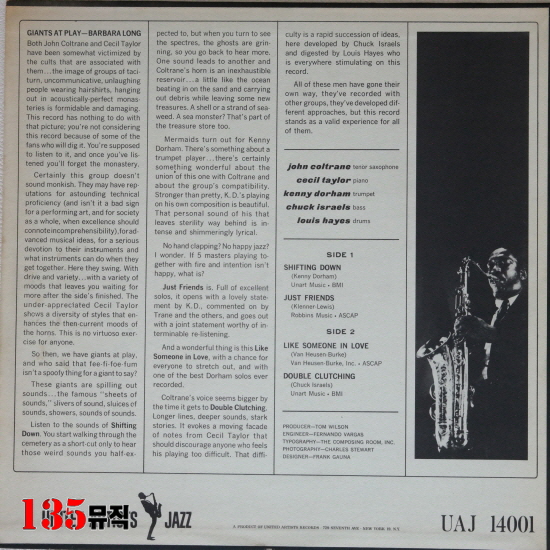 GIANTS AT PLAY—BARBARA LONG
Both John Coltrane and Cecil Taylor
have been somewhat victimized by
the cults that are associated with
them...the image of groups of taci-
turn, uncommunicative, unlaughing
people wearing hairshirts, hanging
out in acoustically-perfect monas-
teries is formidable and damaging.
This record has nothing to do with
that picture; you're not considering
this record because of some of the
fans who will dig it. You're supposed
to listen to it, and once you've lis-
tened you'll forget the monastery.
Certainly this group doesn't
sound monkish. They may have rep-
utations for astounding technical
proficiency (and isn't it a bad sign
for a performing art, and for society
as a whole, when excellence should
connote incomprehensibility), for ad-
vanced musical ideas, for a serious
devotion to their instruments and
what instruments can do when they
get together. Here they swing. With
drive and variety...with a variety of
moods that leaves you waiting for
more after the side's finished. The
under-appreciated Cecil Taylor
shows a diversity of styles that en-
hances the then-current moods of
the horns. This is no virtuoso exer-
cise for anyone.
So then, we have giants at play,
and who said that fee-fi-foe-fum
isn't a spoofy thing for a giant to say?
These giants are spilling out
sounds...the famous "sheets of
sounds," slivers of sound, sluices of
sounds, showers, sounds of sounds.
Listen to the sounds of Shifting
Down. You start walking through the
cemetery as a short-cut only to hear
those weird sounds you half-ex-
pected to, but when you turn to see
the spectres, the ghosts are grin-
ning, so you go back to hear more.
One sound leads to another and
Coltrane's horn is an inexhaustible
reservoir...a little like the ocean
beating in on the sand and carrying
out debris while leaving some new
treasures. A shell or a strand of sea-
weed. A sea monster? That's part of
the treasure store too.
Mermaids turn out for Kenny
Dorham. There's something about a
trumpet player...there's certainly
something wonderful about the
union of this one with Coltrane and
about the group's compatibility.
Stronger than pretty, K. D.'s playing
on his own composition is beautiful.
That personal sound of his that
leaves sterility way behind is in-
tense and shimmeringly lyrical.
No hand clapping? No happy jazz?
I wonder. If 5 masters playing to-
gether with fire and intention isn't
happy, what is?
Just Friends is. Full of excellent
solos, it opens with a lovely state-
ment by K.D., commented on by
Trane and the others, and goes out
with a joint statement worthy of in-
terminable re-listening.
And a wonderful thing is this Like
Someone in Love, with a chance for
everyone to stretch out, and with
one of the best Dorham solos ever
recorded.
Coltrane's voice seems bigger by
the time it gets to Double Clutching.
Longer lines, deeper sounds, stark
stories. It evokes a moving facade
of notes from Cecil Taylor that
should discourage anyone who feels
his playing too difficult. That diffi-
culty is a rapid succession of ideas,
here developed by Chuck Israels
and digested by Louis Hayes who
is everywhere stimulating on this
record.
All of these men have gone their
own way, they've recorded with
other groups, they've developed dif-
ferent approaches, but this record
stands as a valid experience for all
of them.
john coltrane tenor saxophone
cecil taylor piano
kenny dorham trumpet
chuck israels bass
louis hayes drums
SIDE 1
SHIFTING DOWN
(Kenny Dorham)
Unart Music • BMI
JUST FRIENDS
(Klenner-Lewis)
Robbins Music • ASCAP
SIDE 2
LIKE SOMEONE IN LOVE
(Van Heusen-Burke)
Van Heusen-Burke, Inc. • ASCAP
DOUBLE CLUTCHING
(Chuck Israels)
Unart Music • BMI
PRODUCER—TOM WILSON
ENGINEER—FERNANDO VARGAS
TYPOGRAPHY—THE COMPOSING ROOM, INC.
PHOTOGRAPHY—CHARLES STEWART
DESIGNER—FRANK GAUNA
135뮤직
JAZZ
A PRODUCT OF UNITED ARTISTS RECORDS · 729 SEVENTH AVE. · NEW YORK 19, N.Y.
UAJ 14001